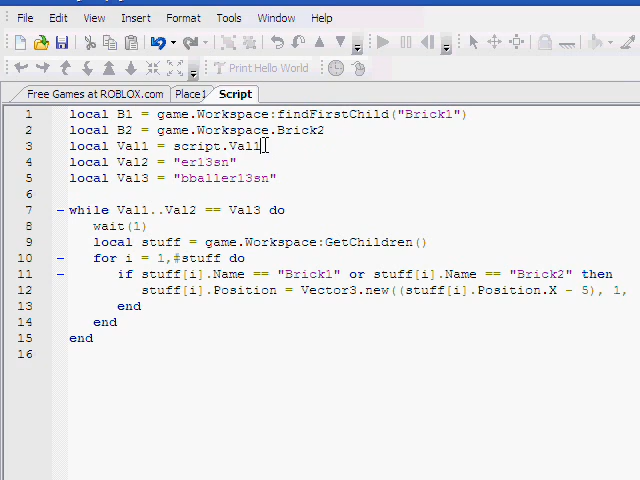 File Edit View Insert Format Tools Window Help
Print Hello World
Free Games at ROBLOX.com Place1 Script
1 local B1 = game.Workspace:findFirstChild("Brick1")
2 local B2 = game.Workspace.Brick2
3 local Val1 = script.Val1
4 local Val2 = "er13sn"
5 local Val3 = "bballer13sn"
6
7 while Val1..Val2 == Val3 do
8 wait(1)
9 local stuff = game.Workspace:GetChildren()
10 for i = 1,#stuff do
11 if stuff[i].Name == "Brick1" or stuff[i].Name == "Brick2" then
12 stuff[i].Position = Vector3.new((stuff[i].Position.X - 5), 1,
13 end
14 end
15 end
16